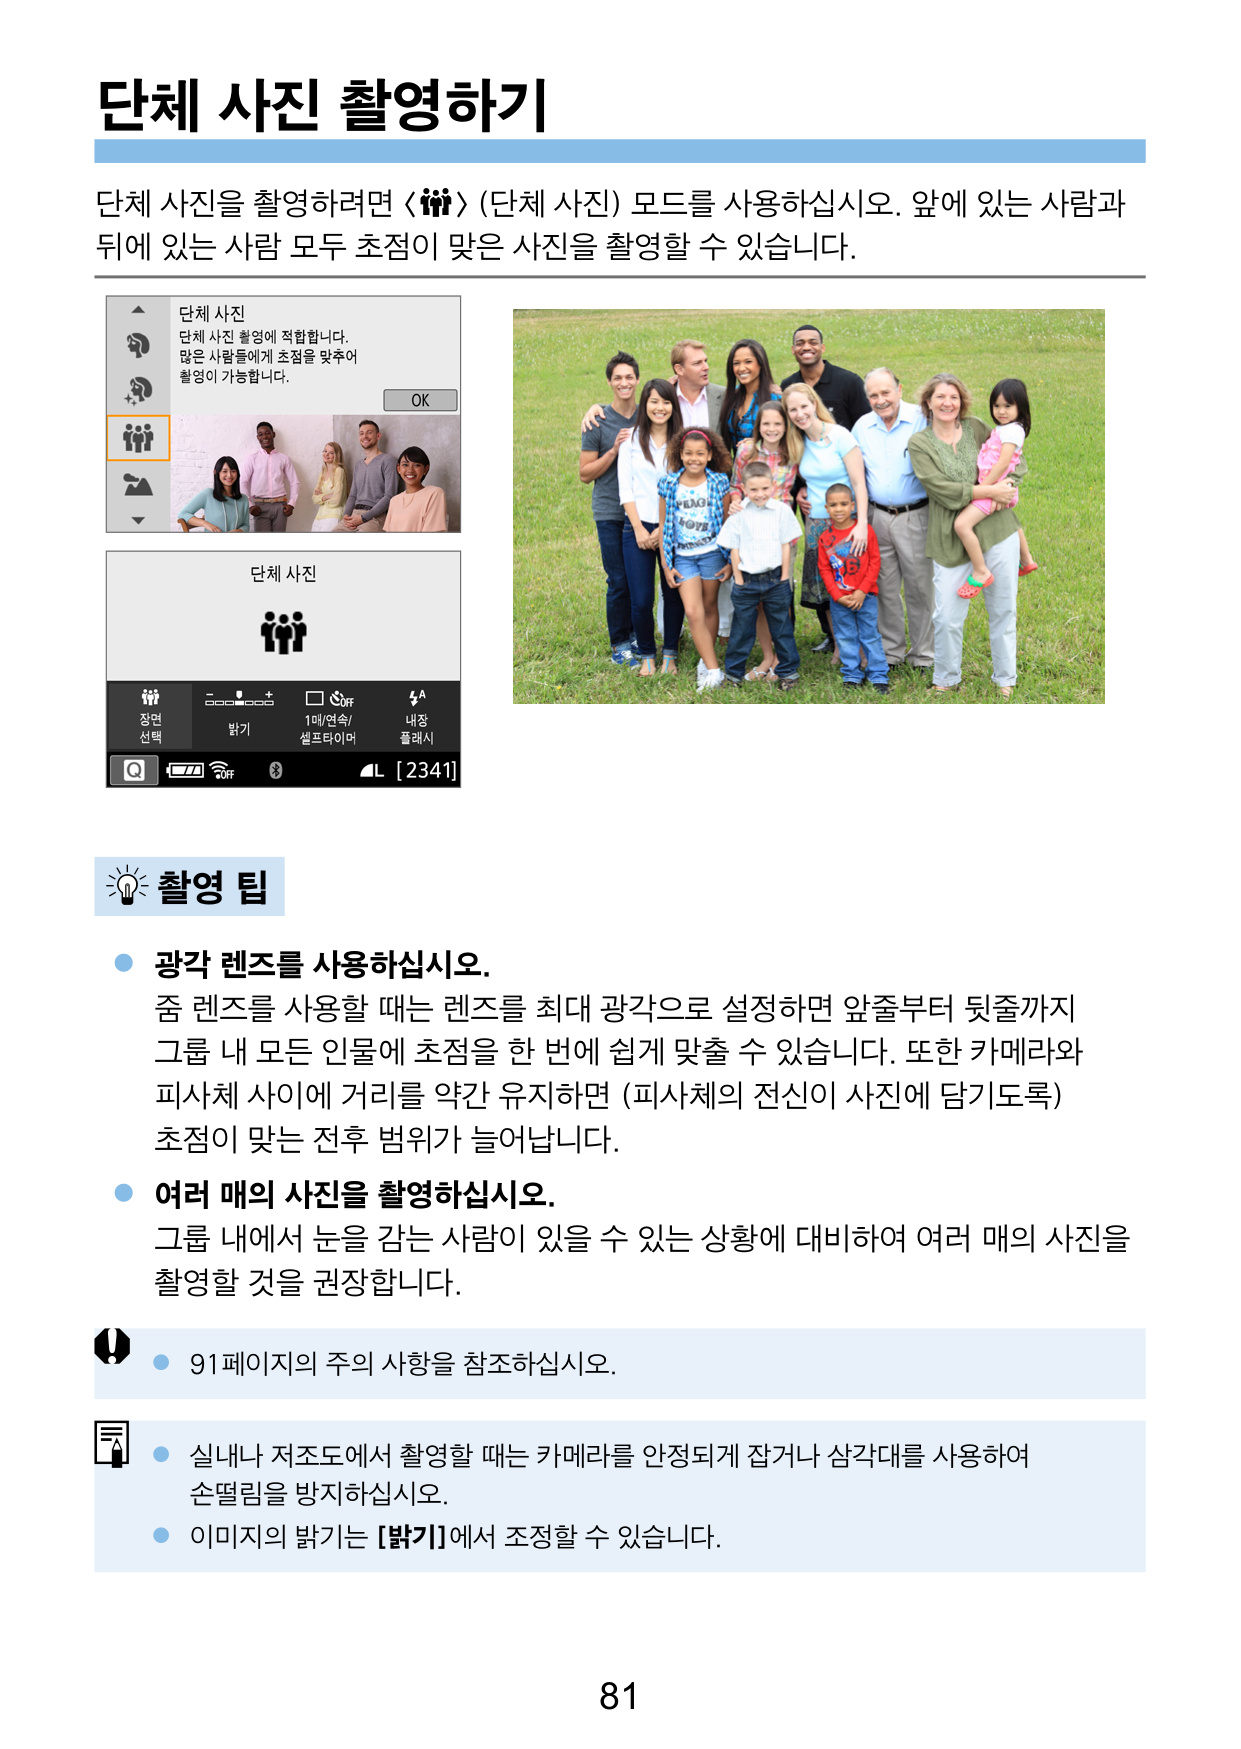 단체 사진 촬영하기
단체 사진을 촬영하려면 < > (단체 사진) 모드를 사용하십시오. 앞에 있는 사람과
뒤에 있는 사람 모두 초점이 맞은 사진을 촬영할 수 있습니다.
단체 사진
단체 사진 촬영에 적합합니다.
많은 사람들에게 초점을 맞추어
촬영이 가능합니다.
OK
PEACE
LOVE
단체 사진
- +
OFF
A
장면
선택
밝기
1매/연속/
셀프타이머
내장
플래시
Q
OFF
L [2341]
촬영 팁
● 광각 렌즈를 사용하십시오.
줌 렌즈를 사용할 때는 렌즈를 최대 광각으로 설정하면 앞줄부터 뒷줄까지
그룹 내 모든 인물에 초점을 한 번에 쉽게 맞출 수 있습니다. 또한 카메라와
피사체 사이에 거리를 약간 유지하면 (피사체의 전신이 사진에 담기도록)
초점이 맞는 전후 범위가 늘어납니다.
● 여러 매의 사진을 촬영하십시오.
그룹 내에서 눈을 감는 사람이 있을 수 있는 상황에 대비하여 여러 매의 사진을
촬영할 것을 권장합니다.
● 91페이지의 주의 사항을 참조하십시오.
● 실내나 저조도에서 촬영할 때는 카메라를 안정되게 잡거나 삼각대를 사용하여
손떨림을 방지하십시오.
● 이미지의 밝기는 [밝기]에서 조정할 수 있습니다.
81